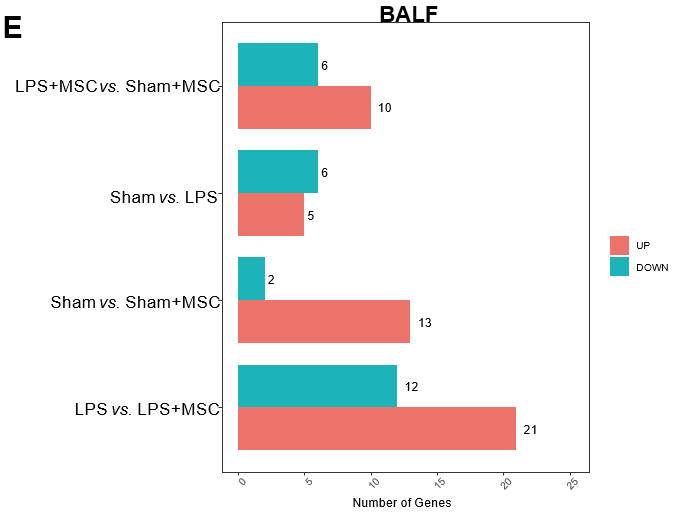 E
BALF
LPS+MSC vs. Sham+MSC
6
10
Sham vs. LPS
6
5
Sham vs. Sham+MSC
2
13
LPS vs. LPS+MSC
12
21
UP
DOWN
0 5 10 15 20 25
Number of Genes